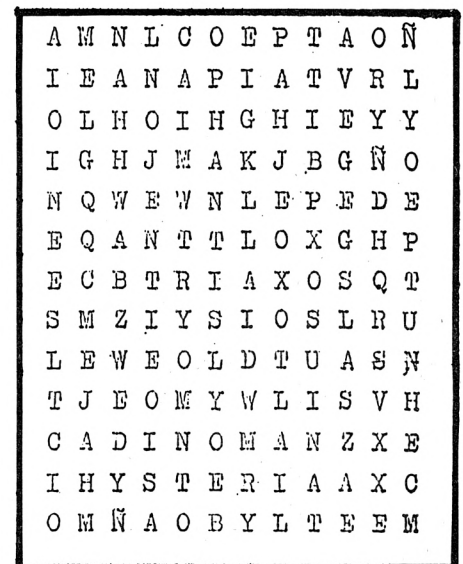 A M N L C O E P T A O Ñ
I E A N A P I A T V R L
O L H O I H G H I E Y Y
I G H J M A K J B G Ñ O
N Q W E W N L E P E D E
E Q A N T T L O X G H P
E C B T R I A X O S Q T
S M Z I Y S I O S L R U
L E W E O L D T U A S N
T J E O M Y W L I S V H
C A D I N O M A N Z X E
I H Y S T E R I A A X C
O M Ñ A O B Y L T E E M